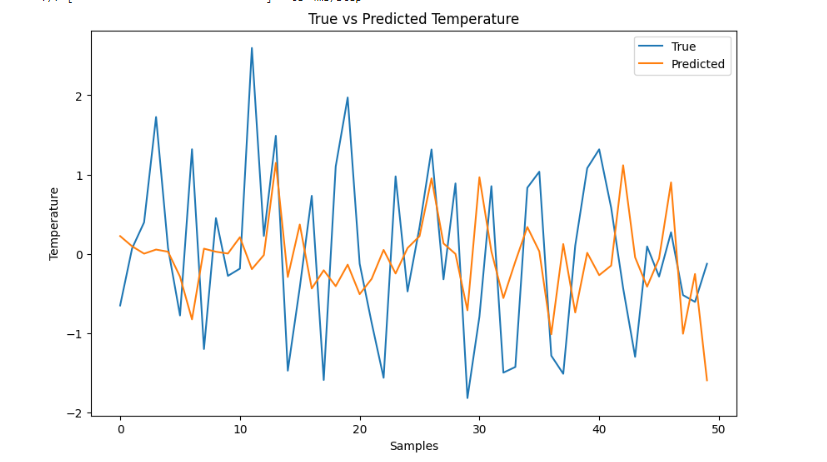 True vs Predicted Temperature
True
Predicted
2
1
0
−1
−2
Temperature
0
10
20
30
40
50
Samples